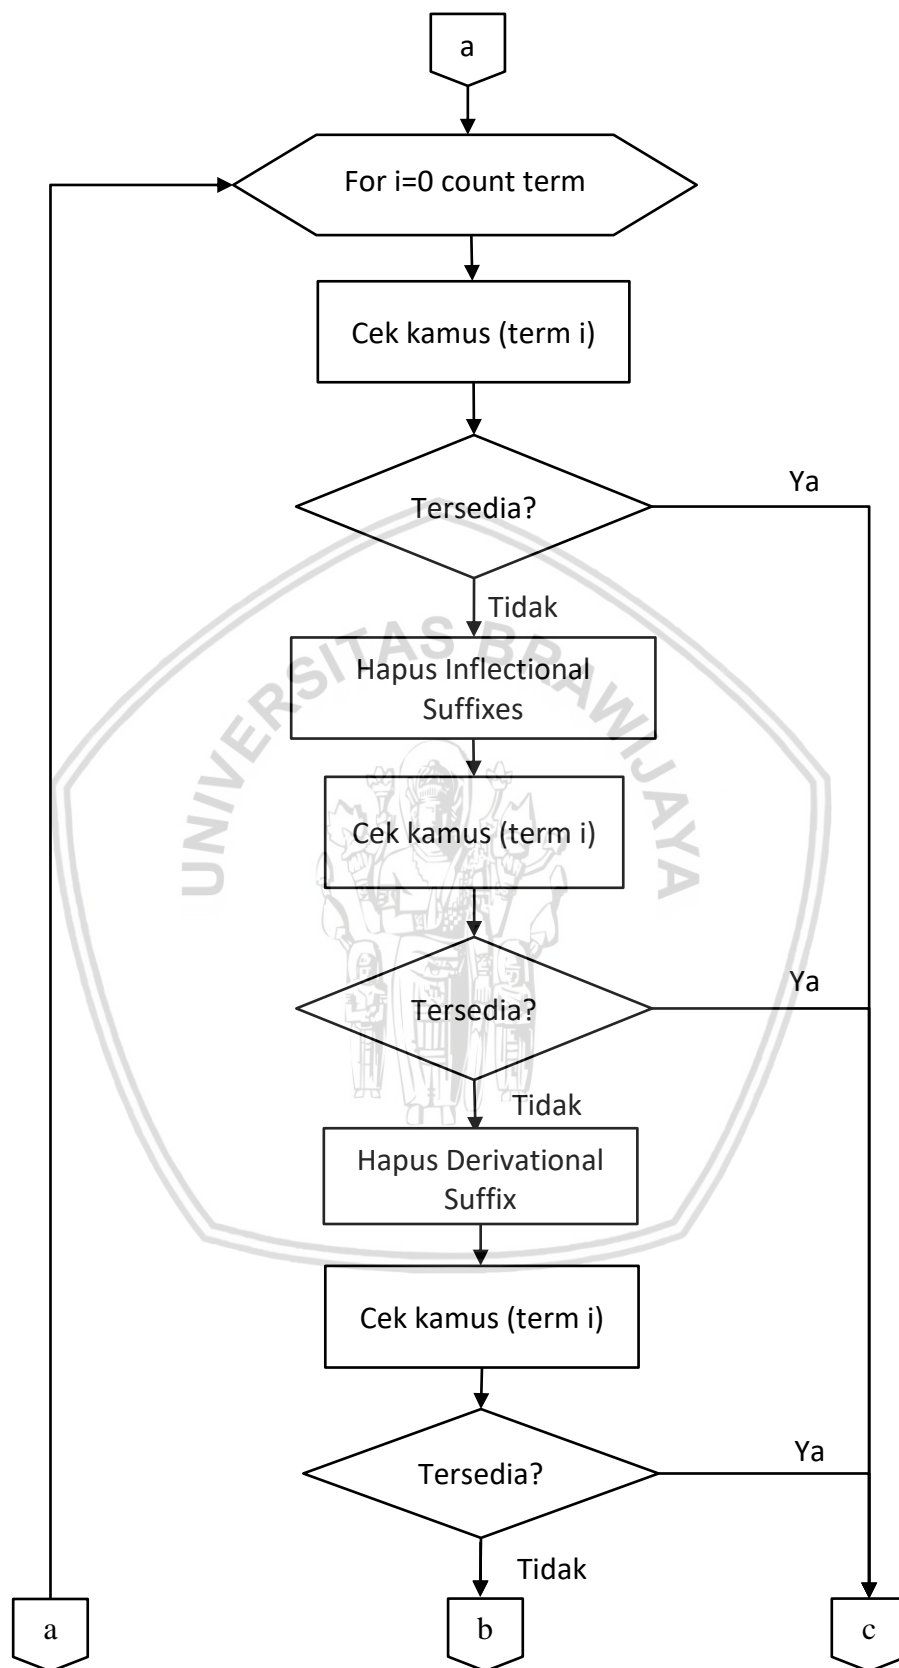 a
For i=0 count term
Cek kamus (term i)
Tersedia?
Ya
Tidak
UNIVERSITAS BRAWIJAYA
Hapus Inflectional
Suffixes
Cek kamus (term i)
Tersedia?
Ya
Tidak
Hapus Derivational
Suffix
Cek kamus (term i)
Tersedia?
Ya
Tidak
a
b
c